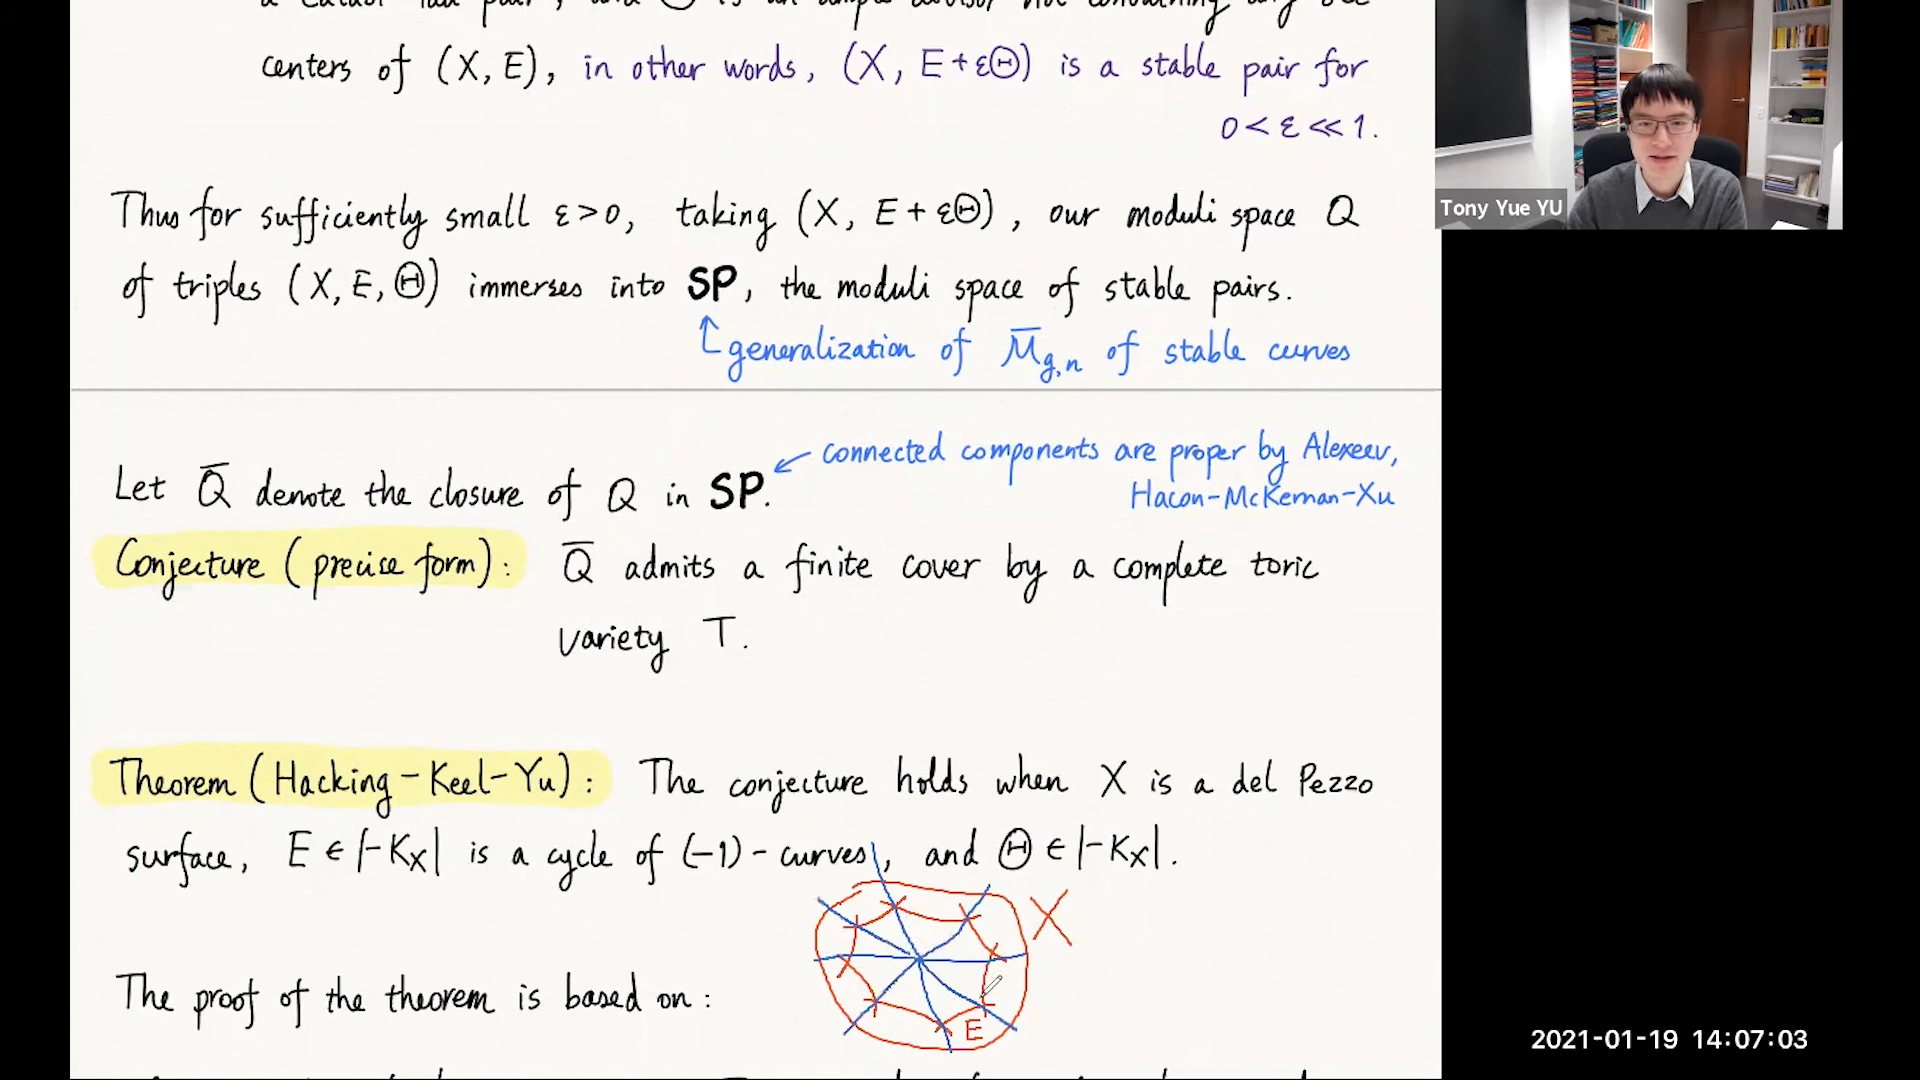 centers of (X, E), in other words, (X, E+εΘ) is a stable pair for
0<ε≪1.
Thus for sufficiently small ε>0, taking (X, E+εΘ), our moduli space Q
of triples (X, E, Θ) immerses into SP, the moduli space of stable pairs.
generalization of M̄g,n of stable curves
Let Q̄ denote the closure of Q in SP.
connected components are proper by Alexeev,
Hacon-McKernan-Xu
Conjecture (precise form): Q̄ admits a finite cover by a complete toric
variety T.
Theorem (Hacking-Keel-Yu): The conjecture holds when X is a del Pezzo
surface, E∈|-K_X| is a cycle of (-1)-curves, and Θ∈|-K_X|.
X
The proof of the theorem is based on:
E
Tony Yue YU
2021-01-19 14:07:03